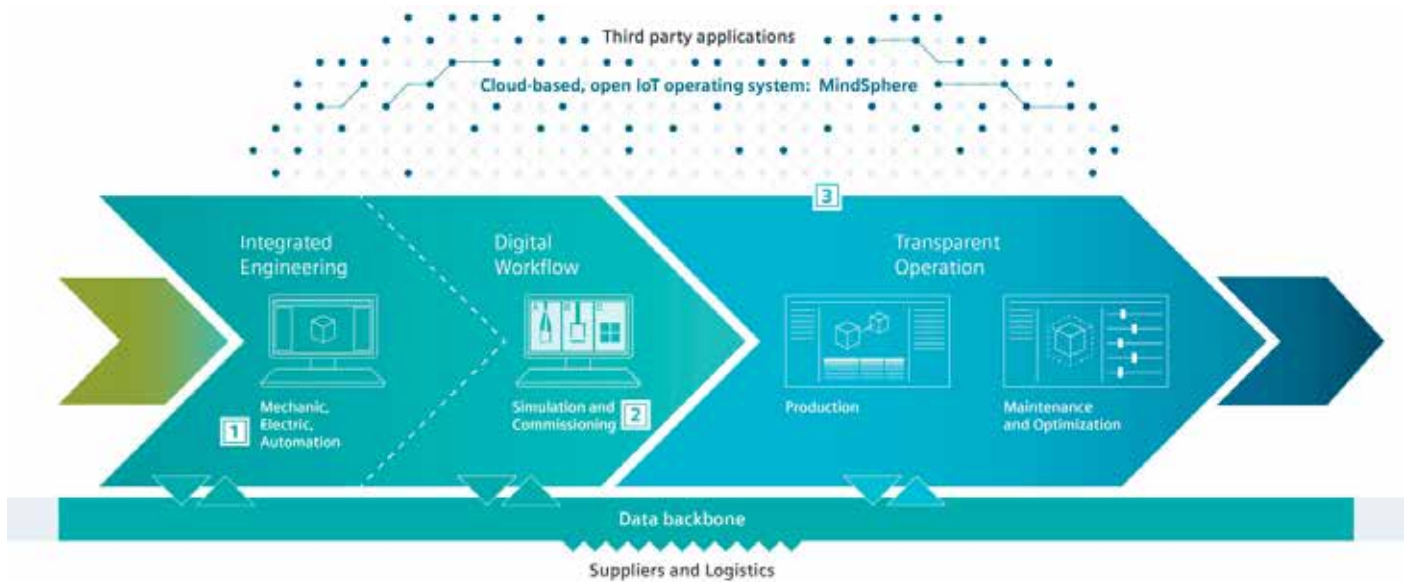 Third party applications
Cloud-based, open IoT operating system: MindSphere
3
Integrated
Engineering
Digital
Workflow
Transparent
Operation
1
Mechanic,
Electric,
Automation
Simulation and
Commissioning
2
Production
Maintenance
and Optimization
Data backbone
Suppliers and Logistics